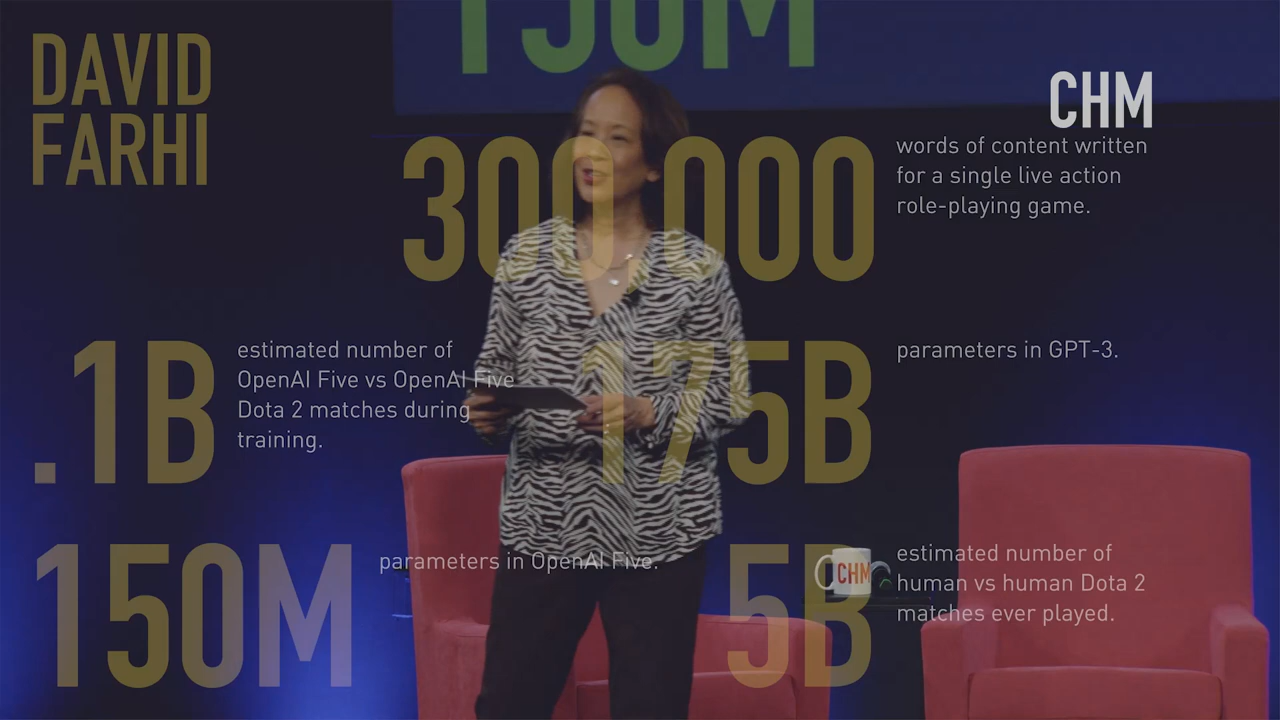 150M
DAVID
FARHI
CHM
300,000
words of content written
for a single live action
role-playing game.
.1B
estimated number of
OpenAI Five vs OpenAI Five
Dota 2 matches during
training.
175B
parameters in GPT-3.
150M
parameters in OpenAI Five.
5B
estimated number of
human vs human Dota 2
matches ever played.
CHM